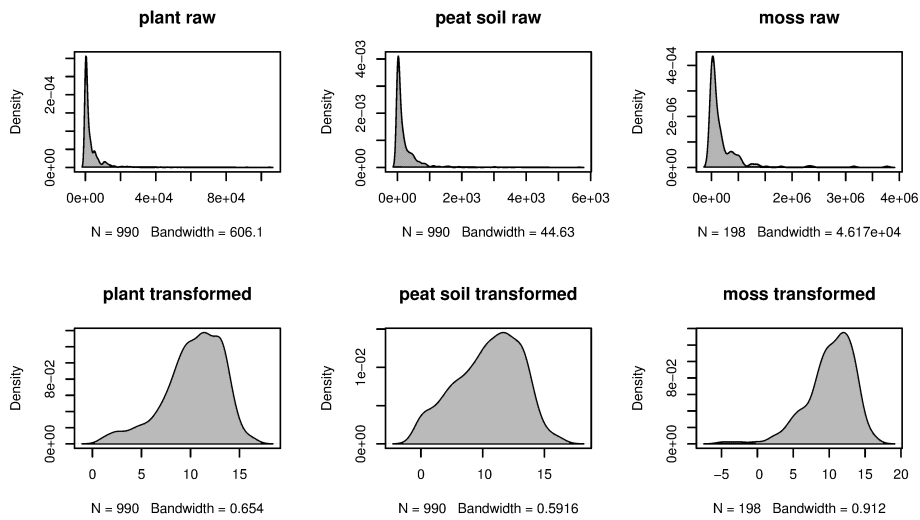 plant raw
Density
0e+00
2e−04
0e+00
4e+04
8e+04
N = 990 Bandwidth = 606.1
peat soil raw
Density
0e+00
2e−03
4e−03
0e+00
2e+03
4e+03
6e+03
N = 990 Bandwidth = 44.63
moss raw
Density
0e+00
2e−06
4e−04
0e+00
2e+06
3e+06
4e+06
N = 198 Bandwidth = 4.617e+04
plant transformed
Density
0e+00
8e−02
0
5
10
15
N = 990 Bandwidth = 0.654
peat soil transformed
Density
0e+00
1e−02
0
10
15
N = 990 Bandwidth = 0.5916
moss transformed
Density
0e+00
8e−02
−5
0
5
10
15
20
N = 198 Bandwidth = 0.912